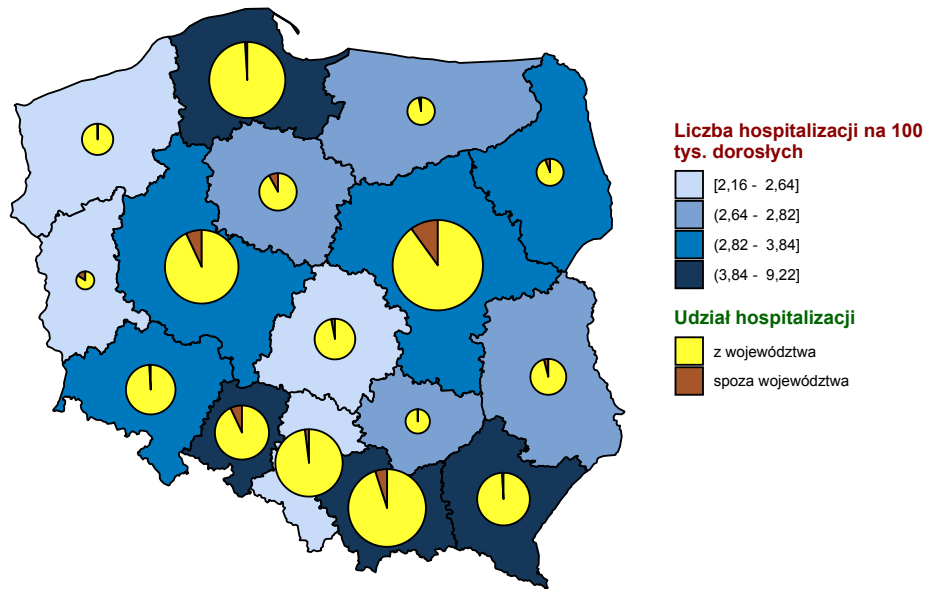 Liczba hospitalizacji na 100
tys. dorosłych
[2,16 - 2,64]
(2,64 - 2,82]
(2,82 - 3,84]
(3,84 - 9,22]
Udział hospitalizacji
z województwa
spoza województwa